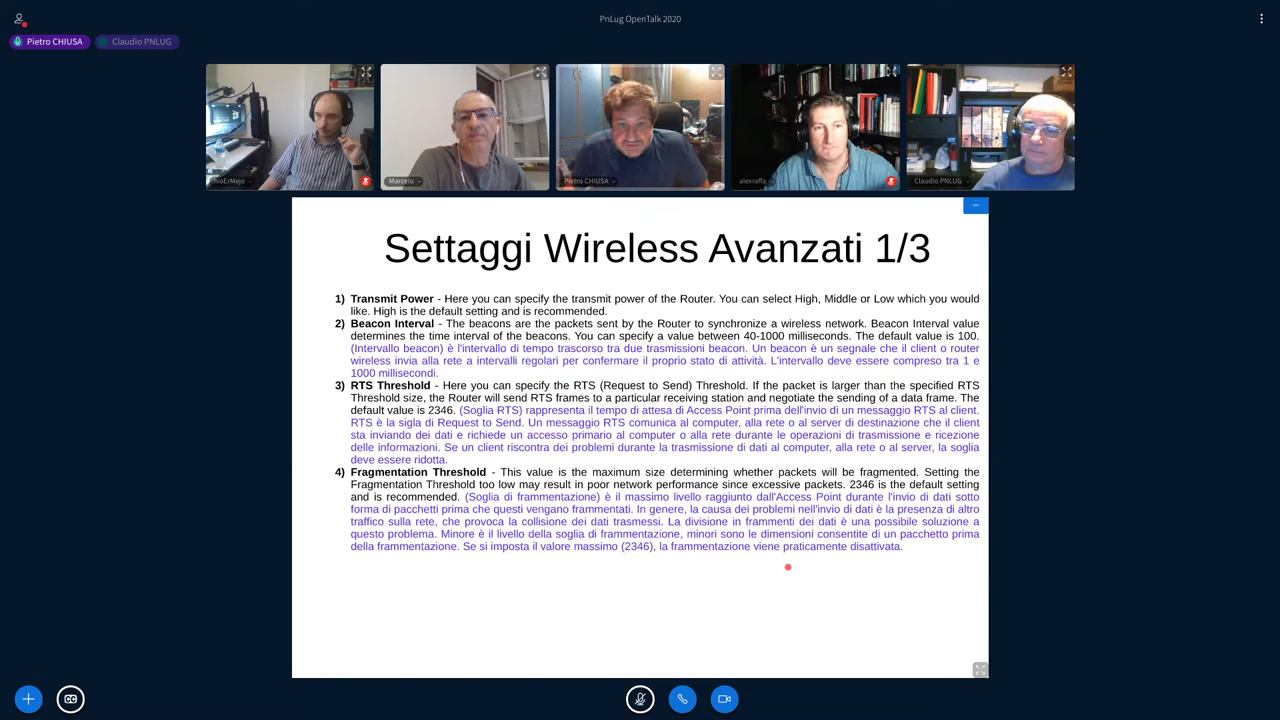 PnLug OpenTalk 2020
Pietro CHIUSA
Claudio PNLUG
IvoErMejo
Marcelo
Pietro CHIUSA
alexraffa
Claudio PNLUG
Settaggi Wireless Avanzati 1/3
1) Transmit Power - Here you can specify the transmit power of the Router. You can select High, Middle or Low which you would
like. High is the default setting and is recommended.
2) Beacon Interval - The beacons are the packets sent by the Router to synchronize a wireless network. Beacon Interval value
determines the time interval of the beacons. You can specify a value between 40-1000 milliseconds. The default value is 100.
(Intervallo beacon) è l'intervallo di tempo trascorso tra due trasmissioni beacon. Un beacon è un segnale che il client o router
wireless invia alla rete a intervalli regolari per confermare il proprio stato di attività. L'intervallo deve essere compreso tra 1 e
1000 millisecondi.
3) RTS Threshold - Here you can specify the RTS (Request to Send) Threshold. If the packet is larger than the specified RTS
Threshold size, the Router will send RTS frames to a particular receiving station and negotiate the sending of a data frame. The
default value is 2346. (Soglia RTS) rappresenta il tempo di attesa di Access Point prima dell'invio di un messaggio RTS al client.
RTS è la sigla di Request to Send. Un messaggio RTS comunica al computer, alla rete o al server di destinazione che il client
sta inviando dei dati e richiede un accesso primario al computer o alla rete durante le operazioni di trasmissione e ricezione
delle informazioni. Se un client riscontra dei problemi durante la trasmissione di dati al computer, alla rete o al server, la soglia
deve essere ridotta.
4) Fragmentation Threshold - This value is the maximum size determining whether packets will be fragmented. Setting the
Fragmentation Threshold too low may result in poor network performance since excessive packets. 2346 is the default setting
and is recommended. (Soglia di frammentazione) è il massimo livello raggiunto dall'Access Point durante l'invio di dati sotto
forma di pacchetti prima che questi vengano frammentati. In genere, la causa dei problemi nell'invio di dati è la presenza di altro
traffico sulla rete, che provoca la collisione dei dati trasmessi. La divisione in frammenti dei dati è una possibile soluzione a
questo problema. Minore è il livello della soglia di frammentazione, minori sono le dimensioni consentite di un pacchetto prima
della frammentazione. Se si imposta il valore massimo (2346), la frammentazione viene praticamente disattivata.
CC